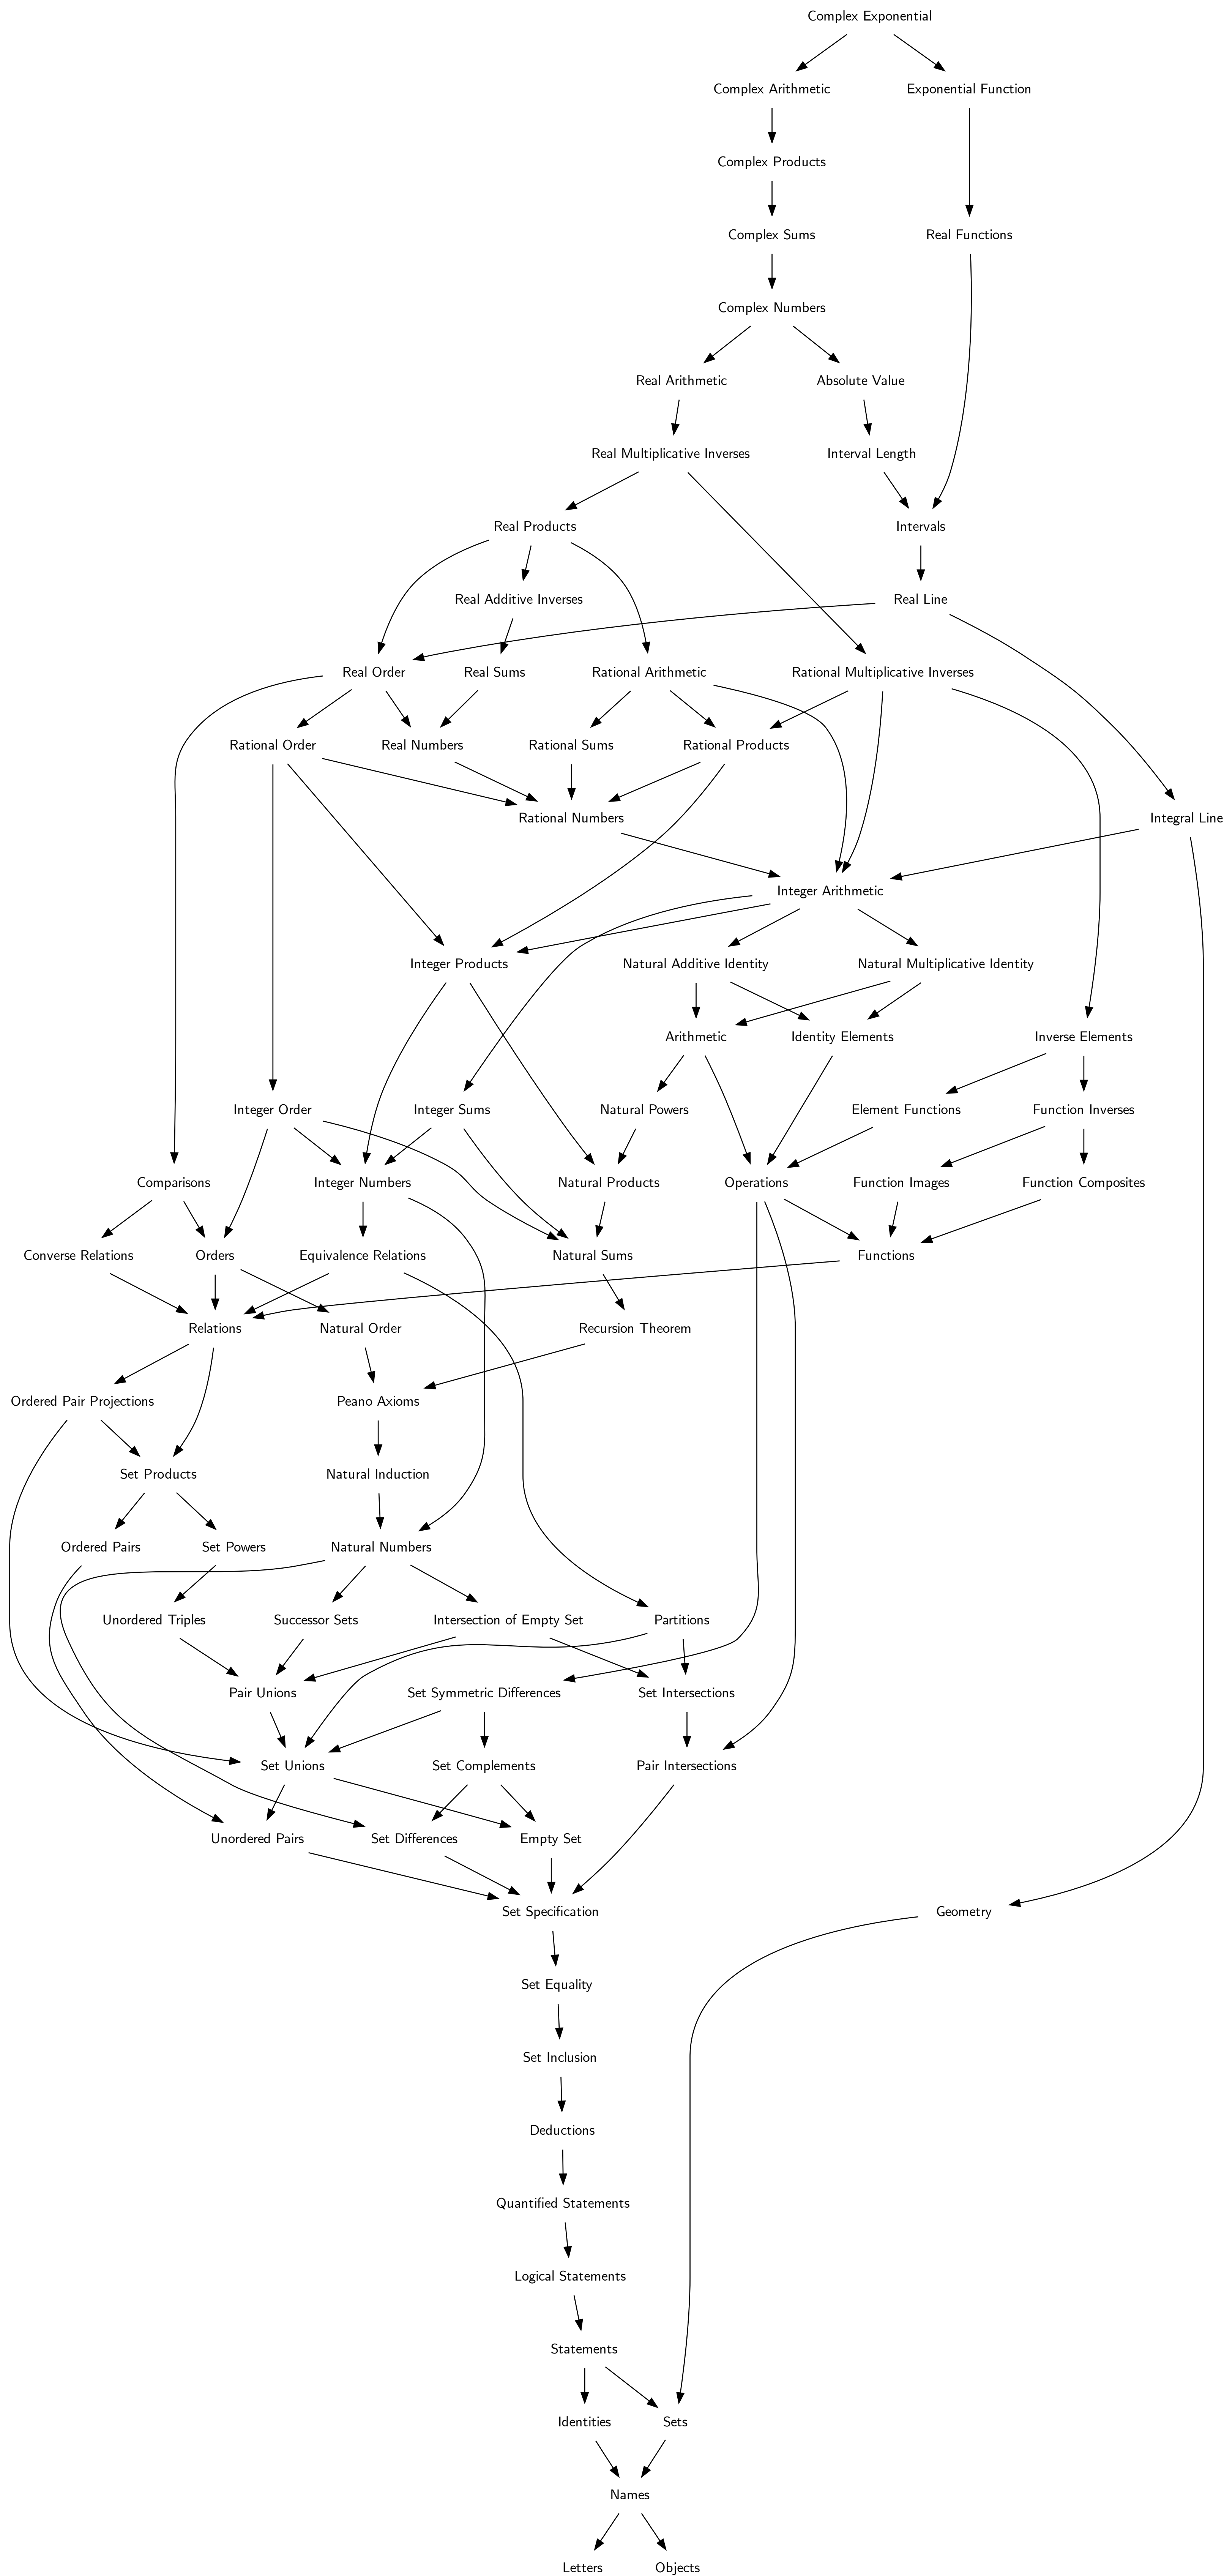 Complex Exponential
Complex Arithmetic
Exponential Function
Complex Products
Complex Sums
Real Functions
Complex Numbers
Real Arithmetic
Absolute Value
Real Multiplicative Inverses
Interval Length
Real Products
Intervals
Real Additive Inverses
Real Line
Real Order
Real Sums
Rational Arithmetic
Rational Multiplicative Inverses
Rational Order
Real Numbers
Rational Sums
Rational Products
Rational Numbers
Integral Line
Integer Arithmetic
Integer Products
Natural Additive Identity
Natural Multiplicative Identity
Arithmetic
Identity Elements
Inverse Elements
Integer Order
Integer Sums
Natural Powers
Element Functions
Function Inverses
Comparisons
Integer Numbers
Natural Products
Operations
Function Images
Function Composites
Converse Relations
Orders
Equivalence Relations
Natural Sums
Functions
Relations
Natural Order
Recursion Theorem
Ordered Pair Projections
Peano Axioms
Set Products
Natural Induction
Ordered Pairs
Set Powers
Natural Numbers
Unordered Triples
Successor Sets
Intersection of Empty Set
Partitions
Pair Unions
Set Symmetric Differences
Set Intersections
Set Unions
Set Complements
Pair Intersections
Unordered Pairs
Set Differences
Empty Set
Set Specification
Geometry
Set Equality
Set Inclusion
Deductions
Quantified Statements
Logical Statements
Statements
Identities
Sets
Names
Letters
Objects